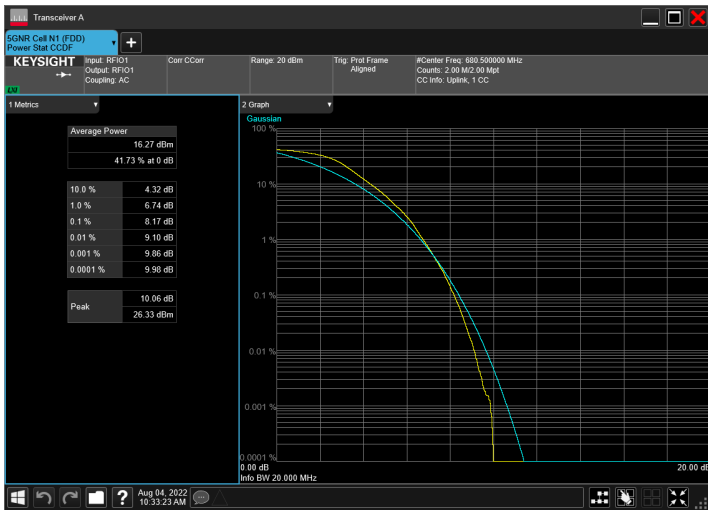 Transceiver A
5GNR Cell N1 (FDD)
Power Stat CCDF
KEYSIGHT
LXI
Input: RFIO1
Output: RFIO1
Coupling: AC
Corr CCorr
Range: 20 dBm
Trig: Prot Frame
Aligned
#Center Freq: 680.500000 MHz
Counts: 2.00 M/2.00 Mpt
CC Info: Uplink, 1 CC
1 Metrics
Average Power
16.27 dBm
41.73 % at 0 dB
10.0 % 4.32 dB
1.0 % 6.74 dB
0.1 % 8.17 dB
0.01 % 9.10 dB
0.001 % 9.86 dB
0.0001 % 9.98 dB
Peak
10.06 dB
26.33 dBm
2 Graph
Gaussian
100 %
10 %
1 %
0.1 %
0.01 %
0.001 %
0.0001 %
0.00 dB
20.00 dB
Info BW 20.000 MHz
?
Aug 04, 2022
10:33:23 AM